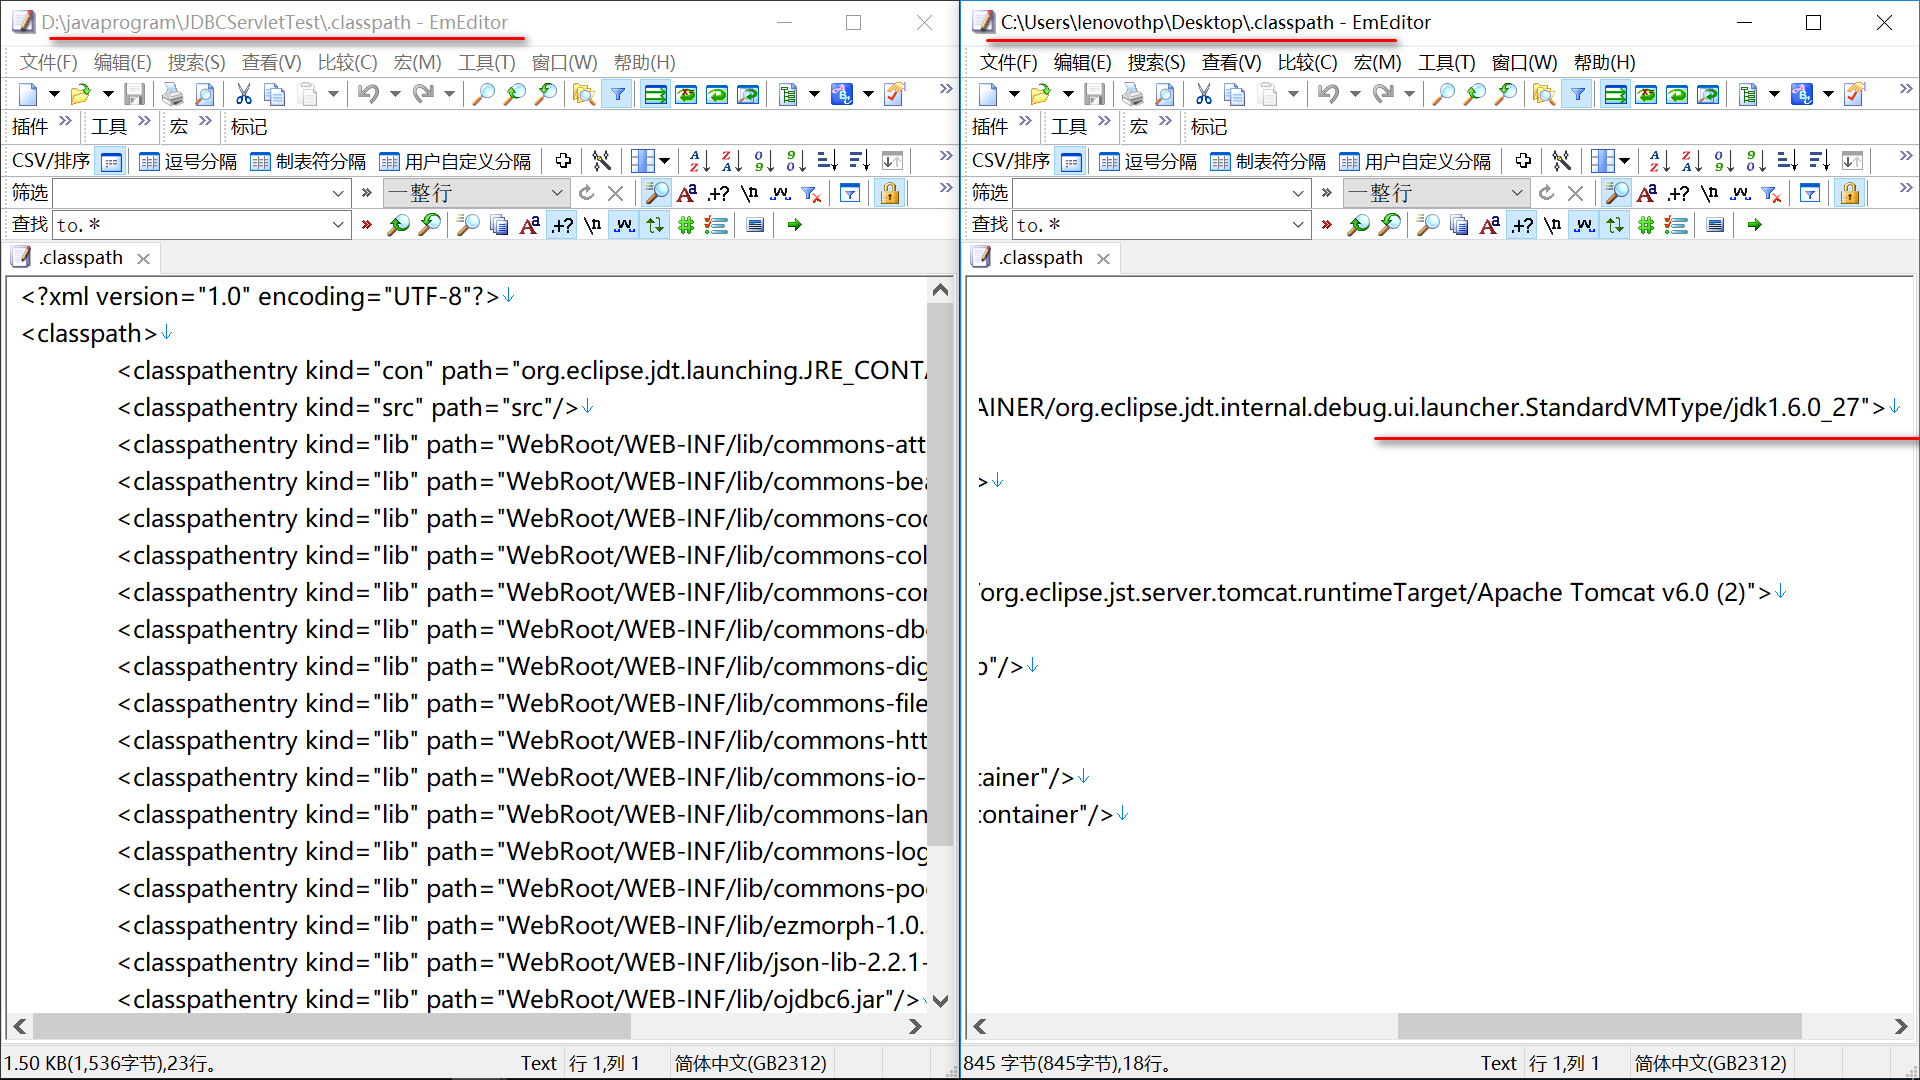 D:\javaprogram\JDBCServletTest\.classpath - EmEditor
文件(F) 编辑(E) 搜索(S) 查看(V) 比较(C) 宏(M) 工具(T) 窗口(W) 帮助(H)
插件 工具 宏 标记
CSV/排序 逗号分隔 制表符分隔 用户自定义分隔
筛选 一整行
查找 to.*
.classpath
<?xml version="1.0" encoding="UTF-8"?>↓
<classpath>↓
<classpathentry kind="con" path="org.eclipse.jdt.launching.JRE_CONTA
<classpathentry kind="src" path="src"/>↓
<classpathentry kind="lib" path="WebRoot/WEB-INF/lib/commons-att
<classpathentry kind="lib" path="WebRoot/WEB-INF/lib/commons-bea
<classpathentry kind="lib" path="WebRoot/WEB-INF/lib/commons-cod
<classpathentry kind="lib" path="WebRoot/WEB-INF/lib/commons-col
<classpathentry kind="lib" path="WebRoot/WEB-INF/lib/commons-con
<classpathentry kind="lib" path="WebRoot/WEB-INF/lib/commons-dbc
<classpathentry kind="lib" path="WebRoot/WEB-INF/lib/commons-dig
<classpathentry kind="lib" path="WebRoot/WEB-INF/lib/commons-file
<classpathentry kind="lib" path="WebRoot/WEB-INF/lib/commons-htt
<classpathentry kind="lib" path="WebRoot/WEB-INF/lib/commons-io-
<classpathentry kind="lib" path="WebRoot/WEB-INF/lib/commons-lan
<classpathentry kind="lib" path="WebRoot/WEB-INF/lib/commons-log
<classpathentry kind="lib" path="WebRoot/WEB-INF/lib/commons-poo
<classpathentry kind="lib" path="WebRoot/WEB-INF/lib/ezmorph-1.0.
<classpathentry kind="lib" path="WebRoot/WEB-INF/lib/json-lib-2.2.1-
<classpathentry kind="lib" path="WebRoot/WEB-INF/lib/ojdbc6.jar"/>
1.50 KB(1,536字节),23行。 Text 行 1,列 1 简体中文(GB2312)
C:\Users\lenovothp\Desktop\.classpath - EmEditor
文件(F) 编辑(E) 搜索(S) 查看(V) 比较(C) 宏(M) 工具(T) 窗口(W) 帮助(H)
插件 工具 宏 标记
CSV/排序 逗号分隔 制表符分隔 用户自定义分隔
筛选 一整行
查找 to.*
.classpath
AINER/org.eclipse.jdt.internal.debug.ui.launcher.StandardVMType/jdk1.6.0_27">↓
>↓
/org.eclipse.jst.server.tomcat.runtimeTarget/Apache Tomcat v6.0 (2)">↓
"/>↓
tainer"/>↓
container"/>↓
845 字节(845字节),18行。 Text 行 1,列 1 简体中文(GB2312)